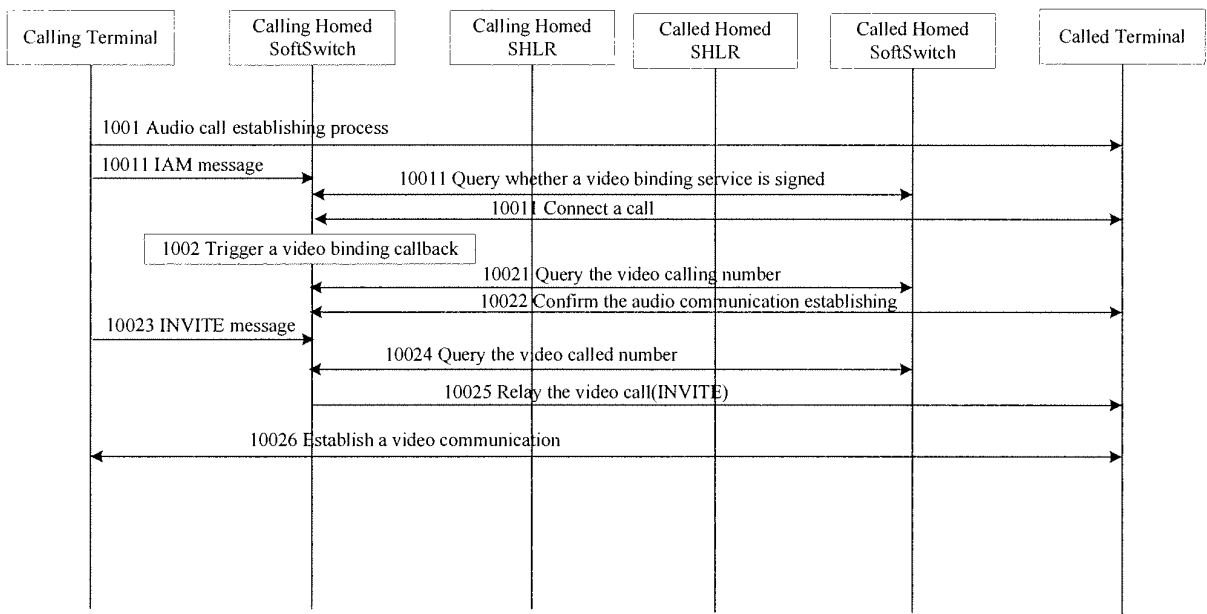 Calling Terminal
Calling Homed
SoftSwitch
Calling Homed
SHLR
Called Homed
SHLR
Called Homed
SoftSwitch
Called Terminal
1001 Audio call establishing process
10011 IAM message
10011 Query whether a video binding service is signed
10011 Connect a call
1002 Trigger a video binding callback
10021 Query the video calling number
10022 Confirm the audio communication establishing
10023 INVITE message
10024 Query the video called number
10025 Relay the video call(INVITE)
10026 Establish a video communication